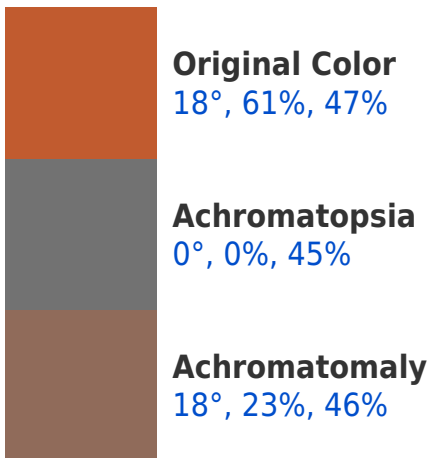 Original Color
18°, 61%, 47%
Achromatopsia
0°, 0%, 45%
Achromatomaly
18°, 23%, 46%